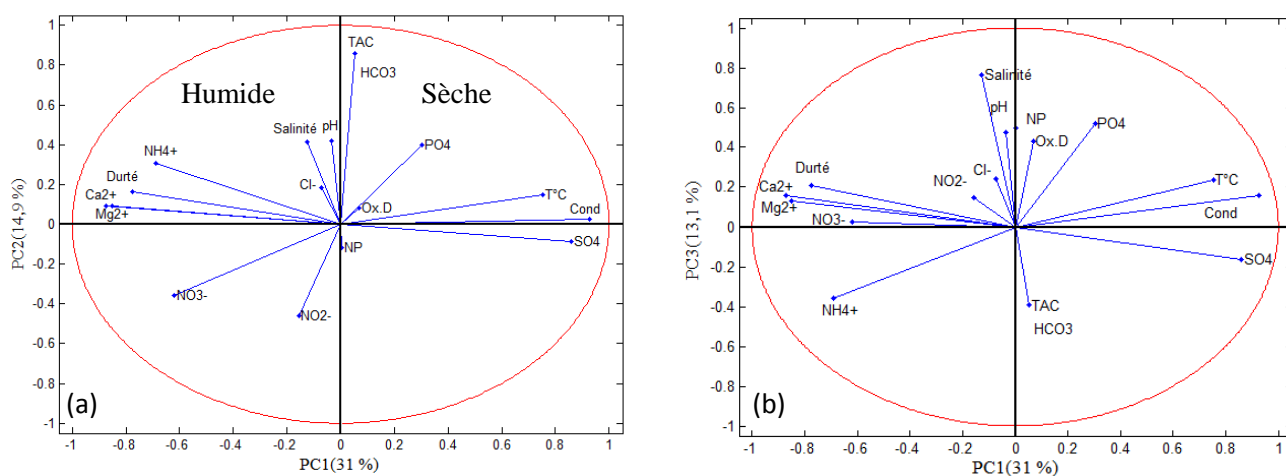 1
0.8
0.6
0.4
0.2
0
-0.2
-0.4
-0.6
-0.8
-1
PC2(14,9 %)
TAC
HCO3
Humide
Sèche
Salinité
pH
PO4
NH4+
Durté
Cl-
T°C
Ca2+
Ox.D
Mg2+
Cond
SO4
NP
NO3-
NO2-
(a)
-1 -0.8 -0.6 -0.4 -0.2 0 0.2 0.4 0.6 0.8 1
PC1(31 %)
1
0.8
0.6
0.4
0.2
0
-0.2
-0.4
-0.6
-0.8
-1
PC3(13,1 %)
Salinité
pH
NP
PO4
Ox.D
Cl-
NO2-
Durté
T°C
Ca2+
Mg2+
Cond
NO3-
SO4
NH4+
TAC
HCO3
(b)
-1 -0.8 -0.6 -0.4 -0.2 0 0.2 0.4 0.6 0.8 1
PC1(31 %)